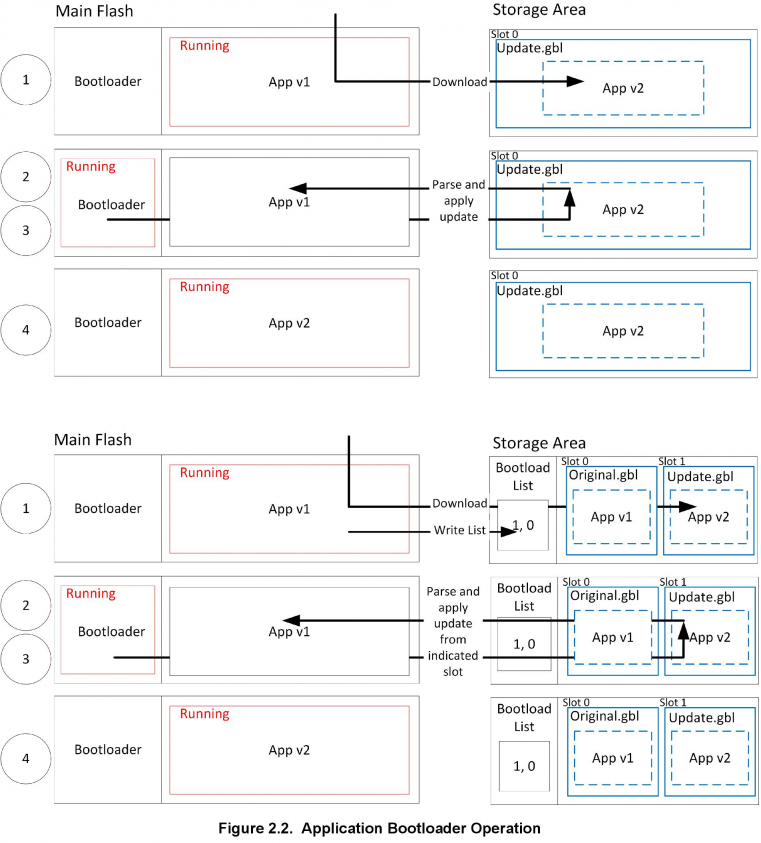 Main Flash
Storage Area
Slot 0
Running
Update.gbl
1
Bootloader
App v1
Download
App v2
Slot 0
Running
Update.gbl
2
Bootloader
App v1
Parse and
apply
update
App v2
3
Slot 0
Running
Update.gbl
4
Bootloader
App v2
App v2
Main Flash
Storage Area
Bootload
List
Slot 0
Slot 1
Running
Original.gbl
Update.gbl
1
Bootloader
App v1
Download
Write List
1, 0
App v1
App v2
Slot 0
Slot 1
Running
Bootload
List
Original.gbl
Update.gbl
2
Bootloader
App v1
Parse and
apply
update
from
indicated
slot
1, 0
App v1
App v2
3
Slot 0
Slot 1
Running
Bootload
List
Original.gbl
Update.gbl
4
Bootloader
App v2
1, 0
App v1
App v2
Figure 2.2. Application Bootloader Operation